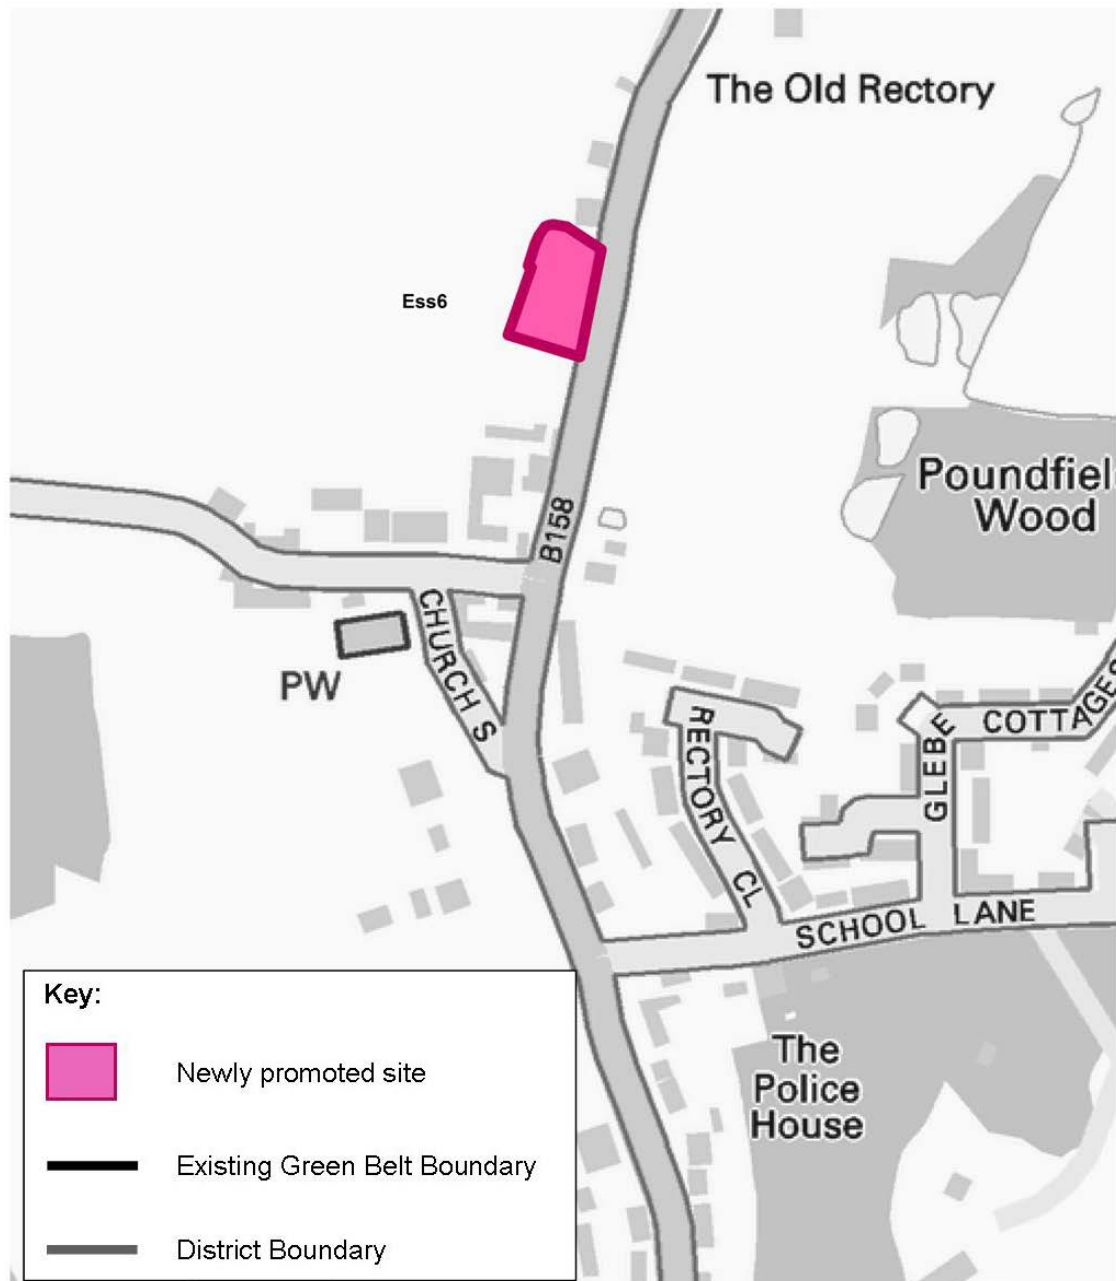 The Old Rectory
Ess6
Poundfiel
Wood
B158
CHURCH S
PW
RECTORY CL
GLEBE
COTTAGES
SCHOOL LANE
The
Police
House
Key:
Newly promoted site
Existing Green Belt Boundary
District Boundary